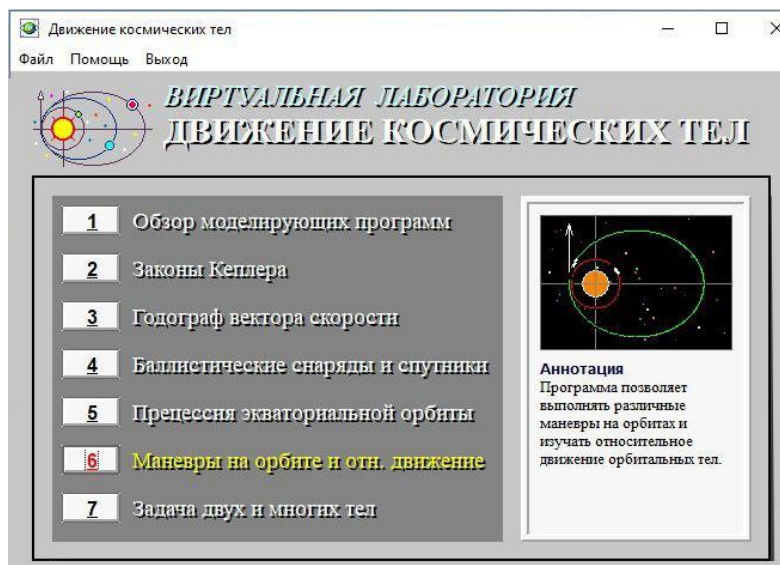 Движение космических тел
Файл Помощь Выход
ВИРТУАЛЬНАЯ ЛАБОРАТОРИЯ
ДВИЖЕНИЕ КОСМИЧЕСКИХ ТЕЛ
1 Обзор моделирующих программ
2 Законы Кеплера
3 Годограф вектора скорости
4 Баллистические снаряды и спутники
5 Прецессия экваториальной орбиты
6 Маневры на орбите и отн. движение
7 Задача двух и многих тел
Аннотация
Программа позволяет
выполнять различные
маневры на орбитах и
изучать относительное
движение орбитальных тел.